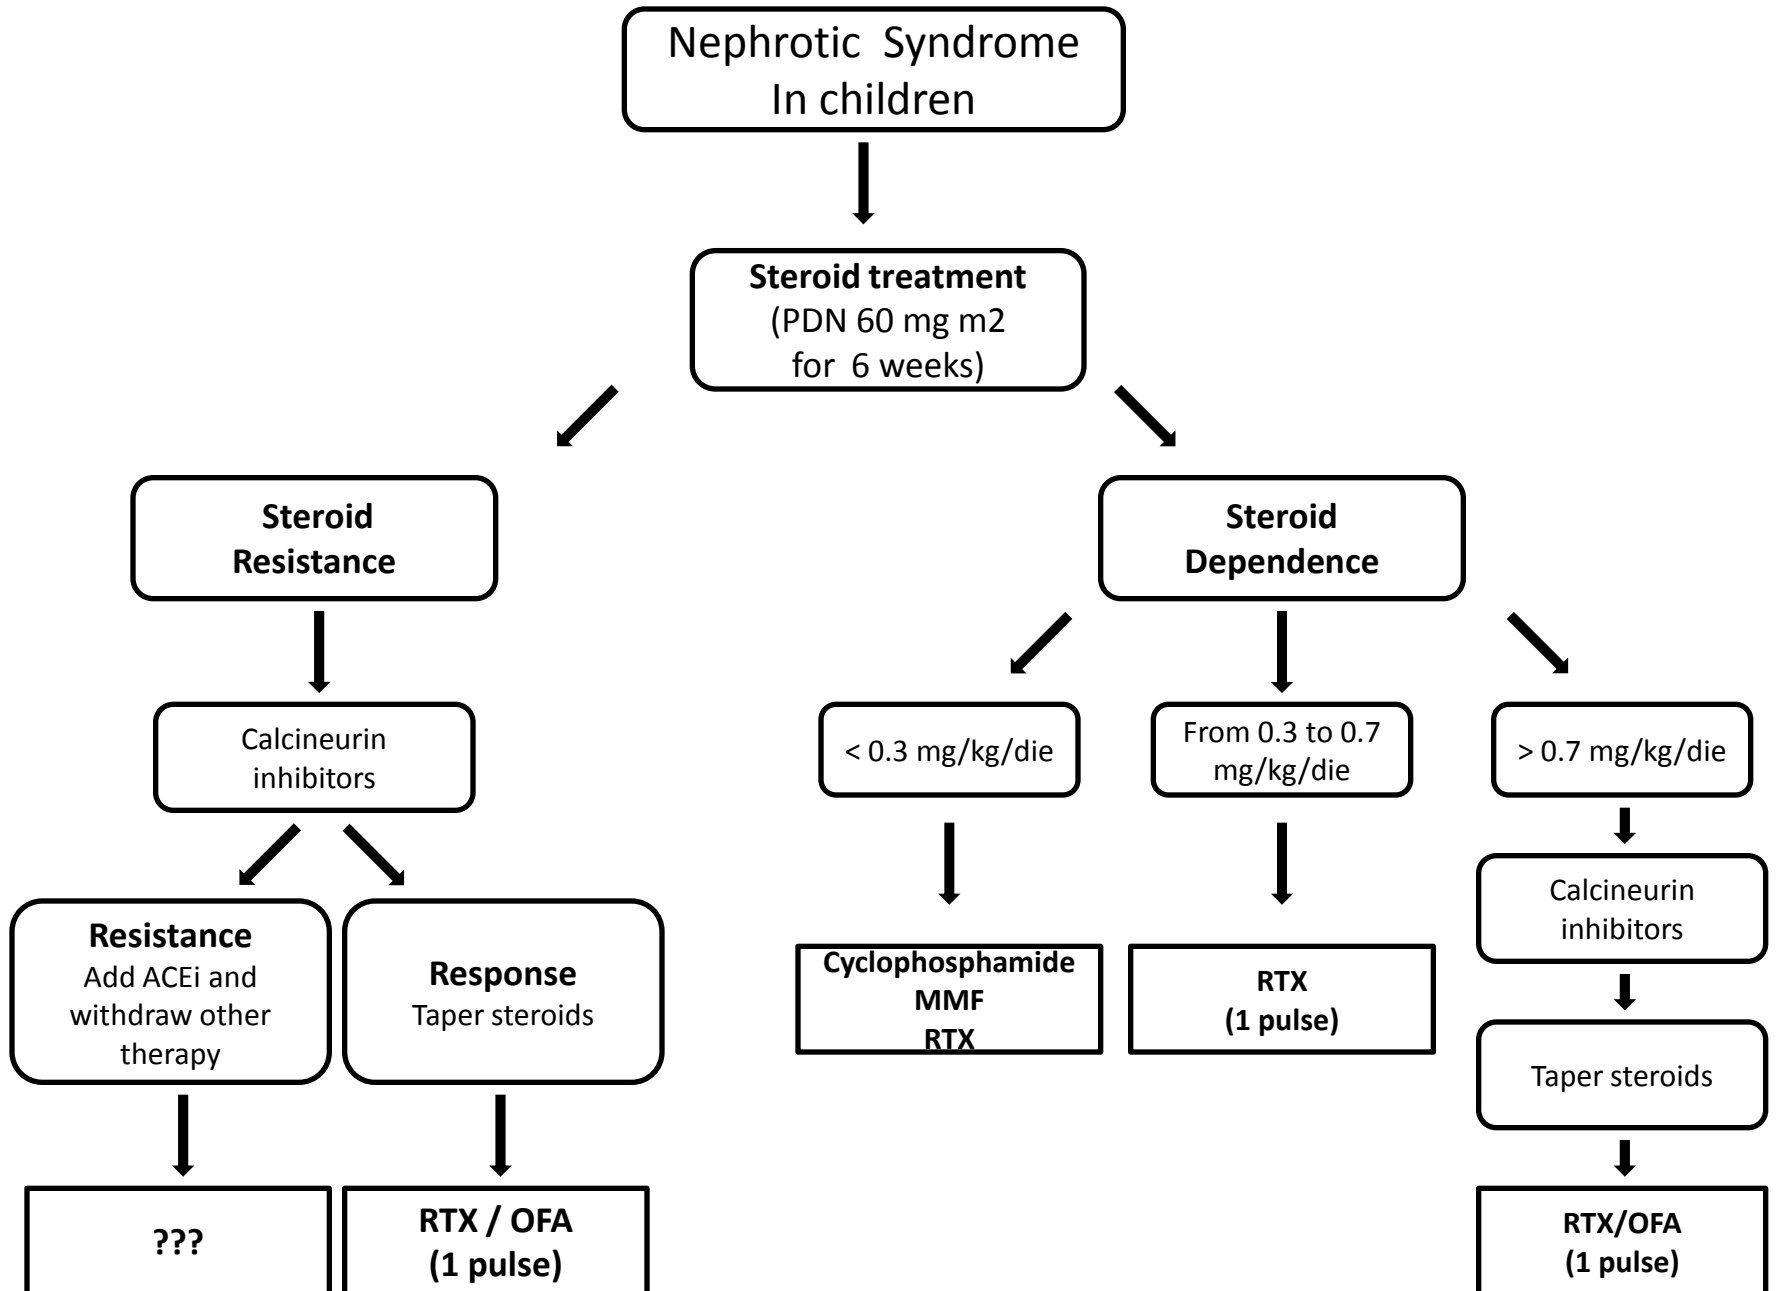 Nephrotic Syndrome
In children
Steroid treatment
(PDN 60 mg m2
for 6 weeks)
Steroid
Resistance
Steroid
Dependence
Calcineurin
inhibitors
< 0.3 mg/kg/die
From 0.3 to 0.7
mg/kg/die
> 0.7 mg/kg/die
Resistance
Add ACEi and
withdraw other
therapy
Response
Taper steroids
Cyclophosphamide
MMF
RTX
RTX
(1 pulse)
Calcineurin
inhibitors
Taper steroids
???
RTX / OFA
(1 pulse)
RTX/OFA
(1 pulse)